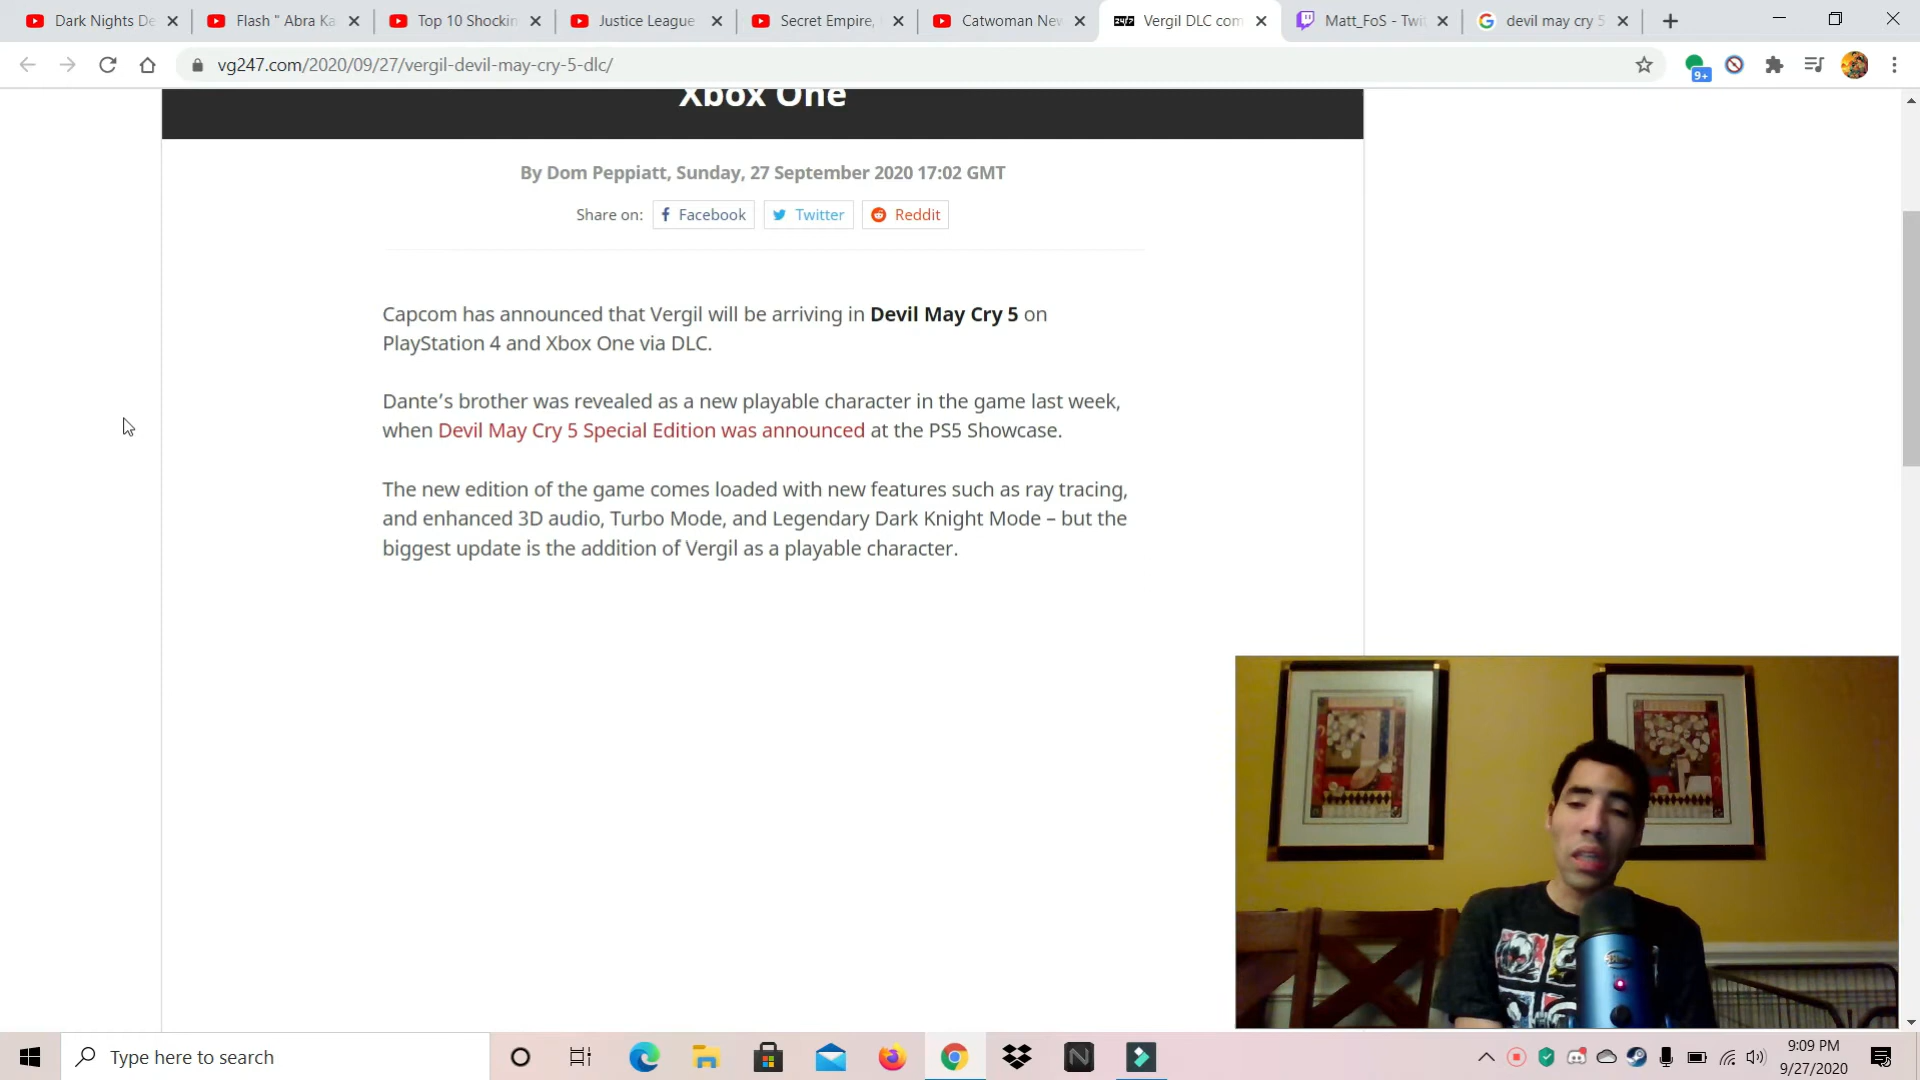 Dark Nights De
Flash " Abra Ka
Top 10 Shockin
Justice League
Secret Empire,
Catwoman New
24/7
Vergil DLC com
Matt_FoS - Twit
devil may cry 5
vg247.com/2020/09/27/vergil-devil-may-cry-5-dlc/
9+
Xbox One
By Dom Peppiatt, Sunday, 27 September 2020 17:02 GMT
Share on: Facebook Twitter Reddit
Capcom has announced that Vergil will be arriving in Devil May Cry 5 on
PlayStation 4 and Xbox One via DLC.
Dante's brother was revealed as a new playable character in the game last week,
when Devil May Cry 5 Special Edition was announced at the PS5 Showcase.
The new edition of the game comes loaded with new features such as ray tracing,
and enhanced 3D audio, Turbo Mode, and Legendary Dark Knight Mode – but the
biggest update is the addition of Vergil as a playable character.
Type here to search
9:09 PM
9/27/2020